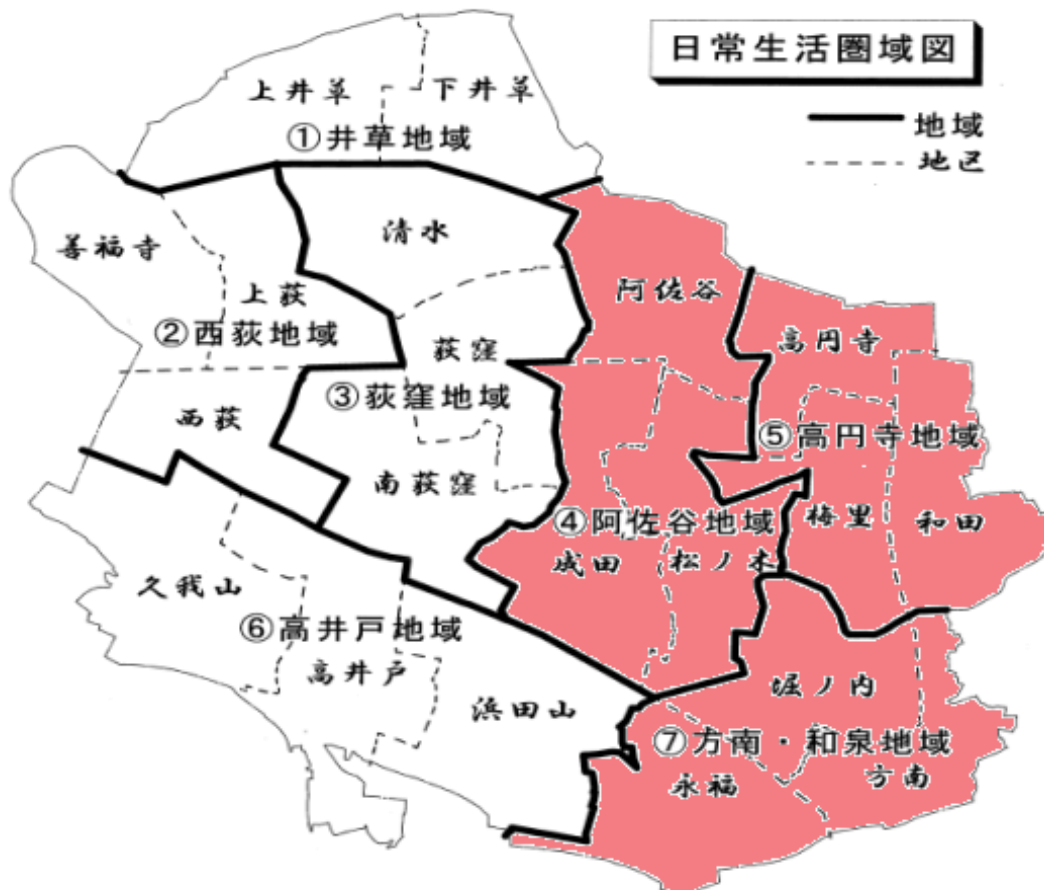 日常生活圏域図
地域
地区
上井草
下井草
①井草地域
善福寺
清水
上荻
②西荻地域
阿佐谷
荻窪
高円寺
西荻
③荻窪地域
⑤高円寺地域
南荻窪
④阿佐谷地域
梅里
和田
成田
松ノ木
久我山
⑥高井戸地域
高井戸
浜田山
堀ノ内
⑦方南・和泉地域
永福
方南